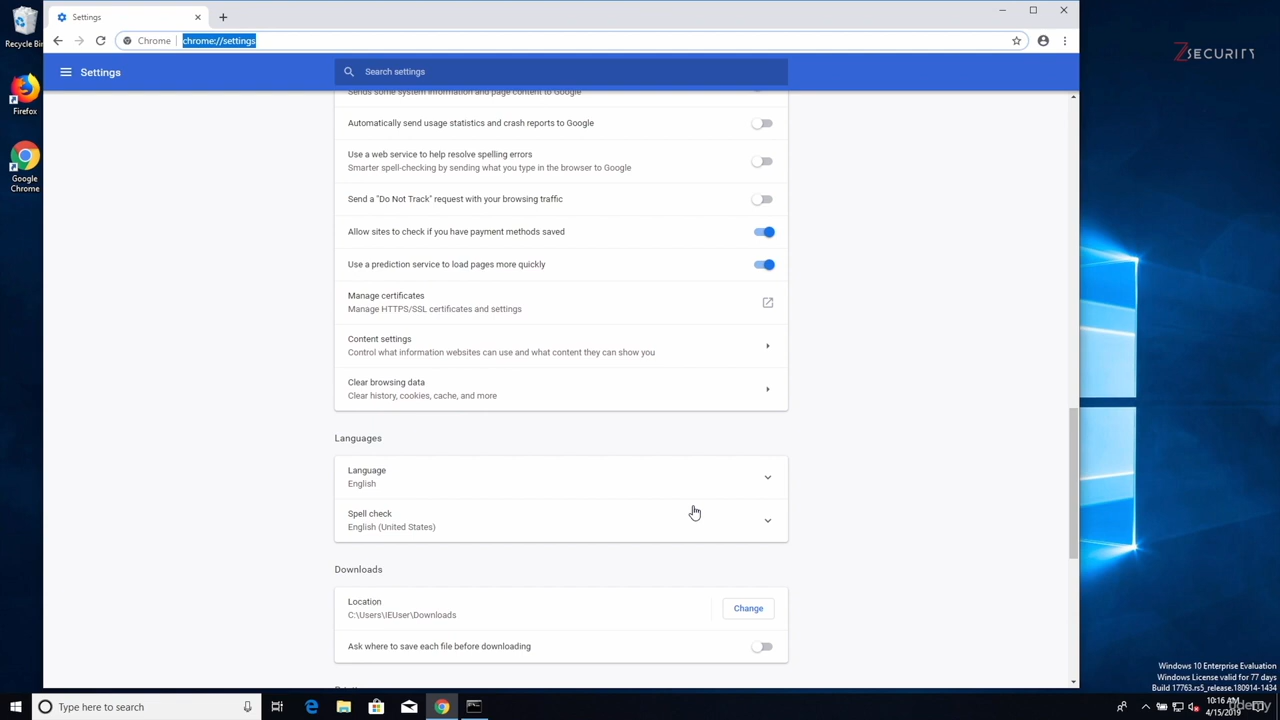 Recycle Bin
Firefox
Google
Chrome
Settings
Chrome
chrome://settings
Settings
Search settings
Sends some system information and page content to Google
Automatically send usage statistics and crash reports to Google
Use a web service to help resolve spelling errors
Smarter spell-checking by sending what you type in the browser to Google
Send a "Do Not Track" request with your browsing traffic
Allow sites to check if you have payment methods saved
Use a prediction service to load pages more quickly
Manage certificates
Manage HTTPS/SSL certificates and settings
Content settings
Control what information websites can use and what content they can show you
Clear browsing data
Clear history, cookies, cache, and more
Languages
Language
English
Spell check
English (United States)
Downloads
Location
C:\Users\IEUser\Downloads
Change
Ask where to save each file before downloading
ZSECURITY
Windows 10 Enterprise Evaluation
Windows License valid for 77 days
Build 17763.rs5_release.180914-1434
Type here to search
10:16 AM
4/15/2019
Udemy